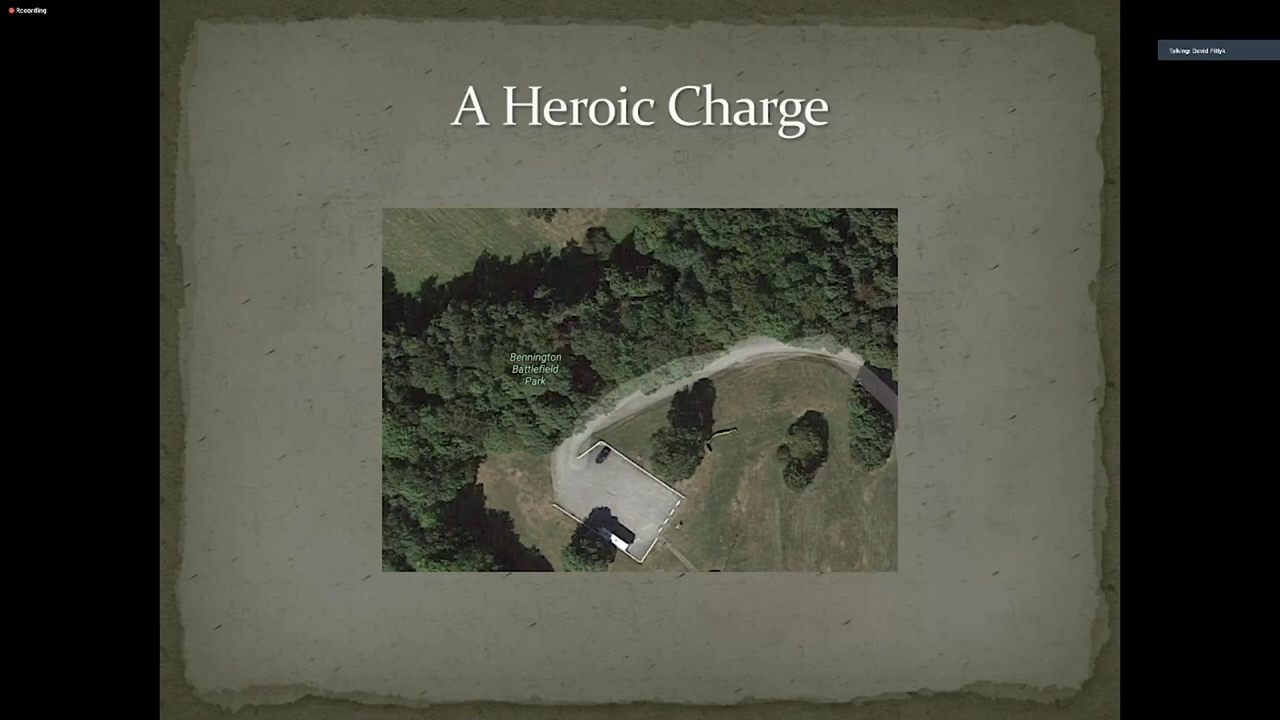 Recording
Talking: David Pitlyk
A Heroic Charge
Bennington
Battlefield
Park